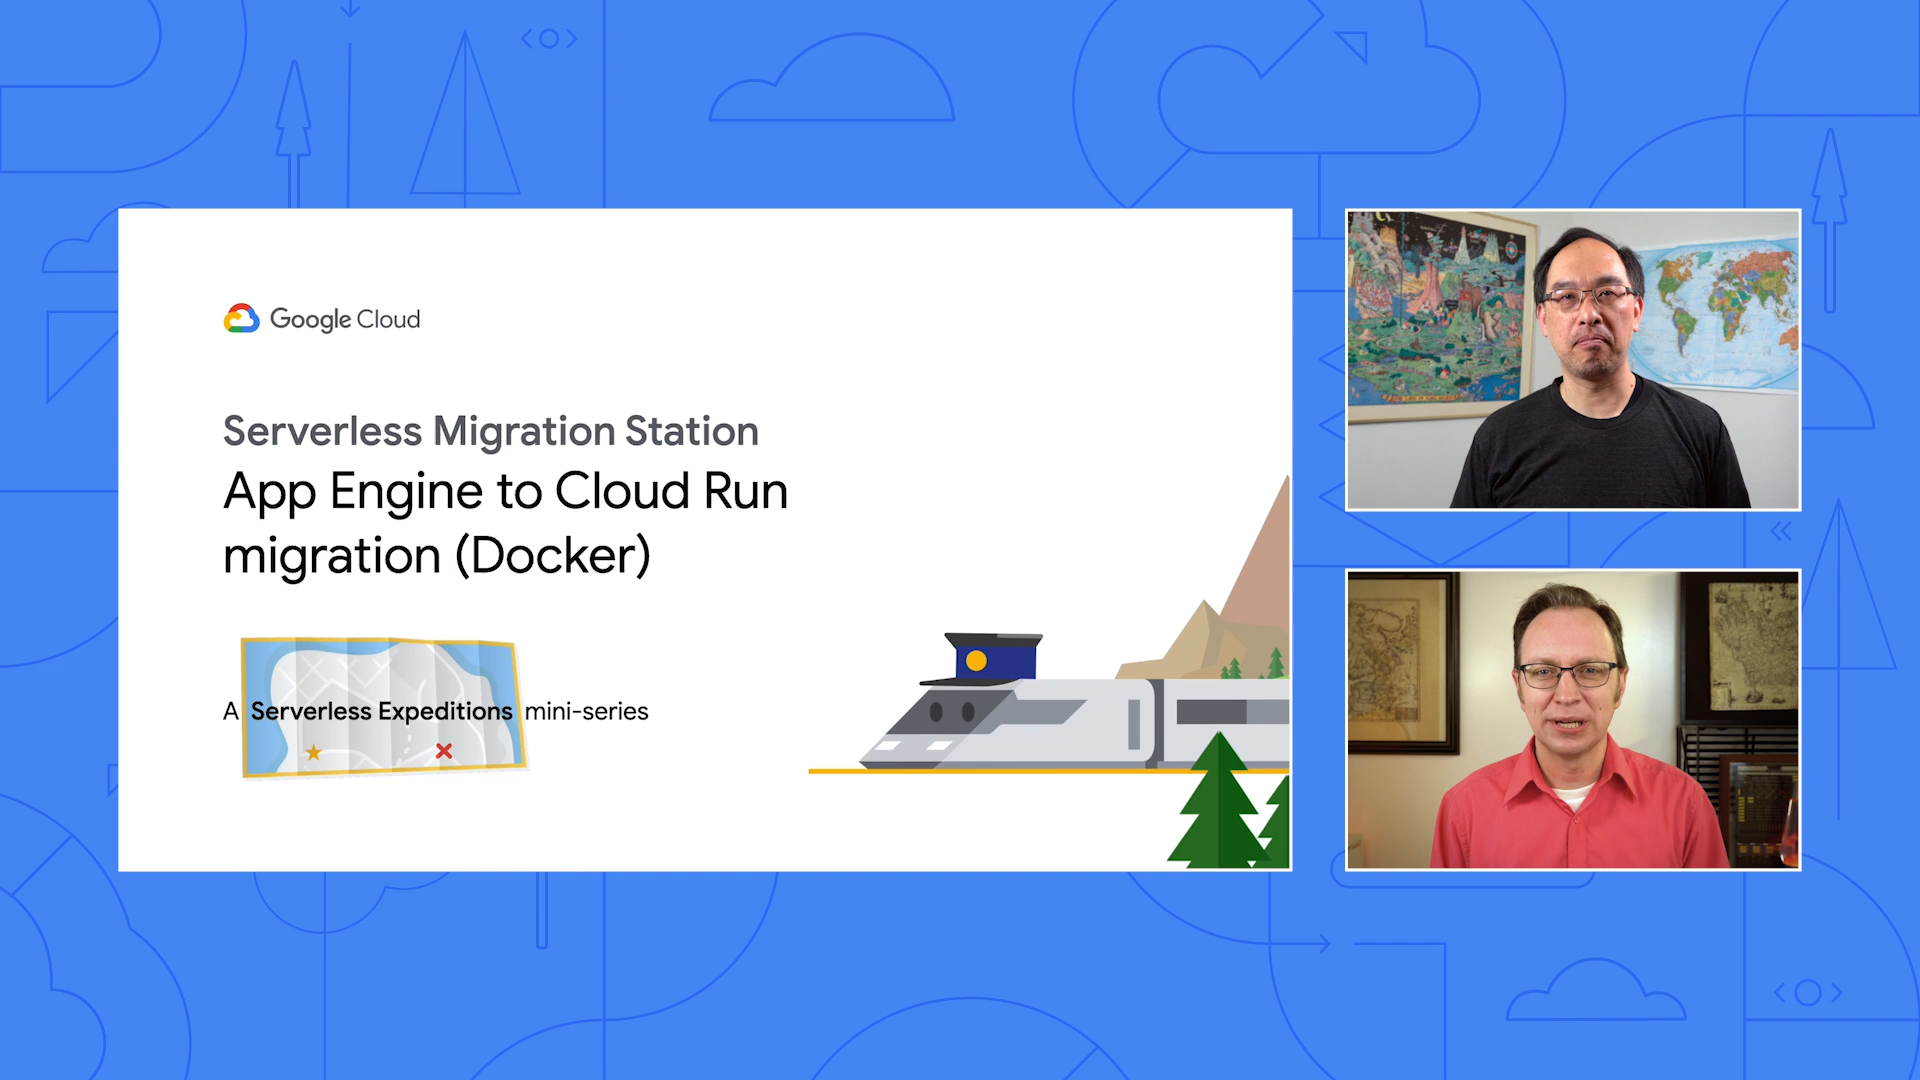 Google Cloud
Serverless Migration Station
App Engine to Cloud Run
migration (Docker)
A Serverless Expeditions mini-series